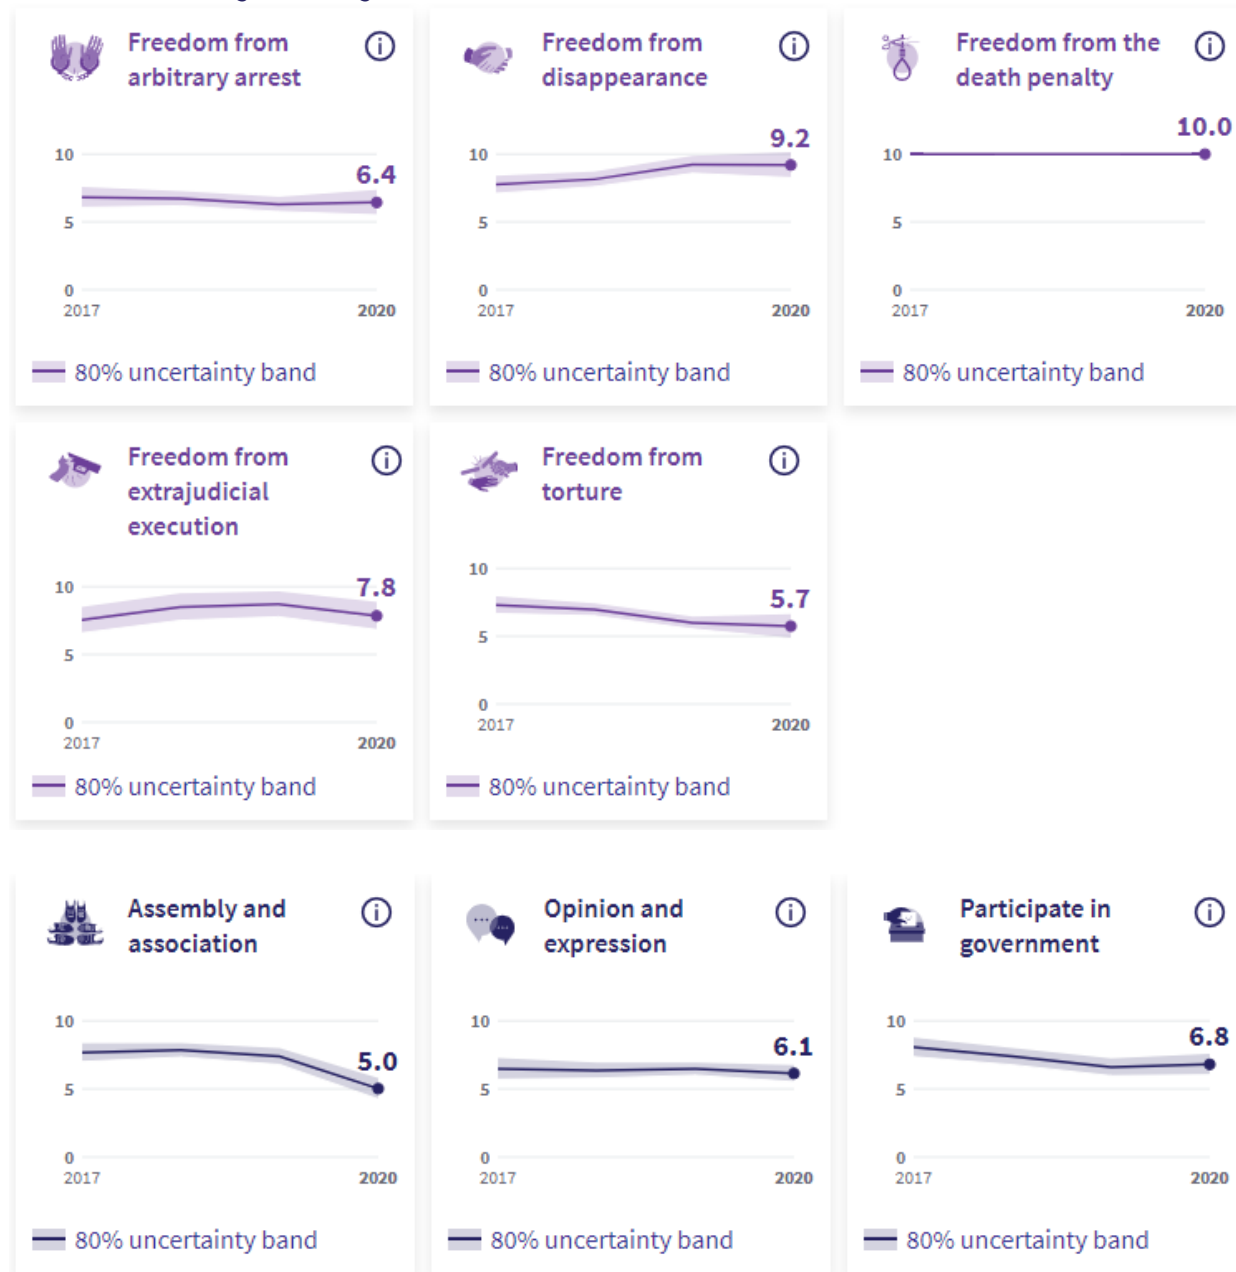 Freedom from
arbitrary arrest
10
6.4
5
0
2017
2020
80% uncertainty band
Freedom from
disappearance
9.2
10
5
0
2017
2020
80% uncertainty band
Freedom from the
death penalty
10.0
10
5
0
2017
2020
80% uncertainty band
Freedom from
extrajudicial
execution
10
7.8
5
0
2017
2020
80% uncertainty band
Freedom from
torture
10
5.7
5
0
2017
2020
80% uncertainty band
Assembly and
association
10
5.0
5
0
2017
2020
80% uncertainty band
Opinion and
expression
10
6.1
5
0
2017
2020
80% uncertainty band
Participate in
government
10
6.8
5
0
2017
2020
80% uncertainty band